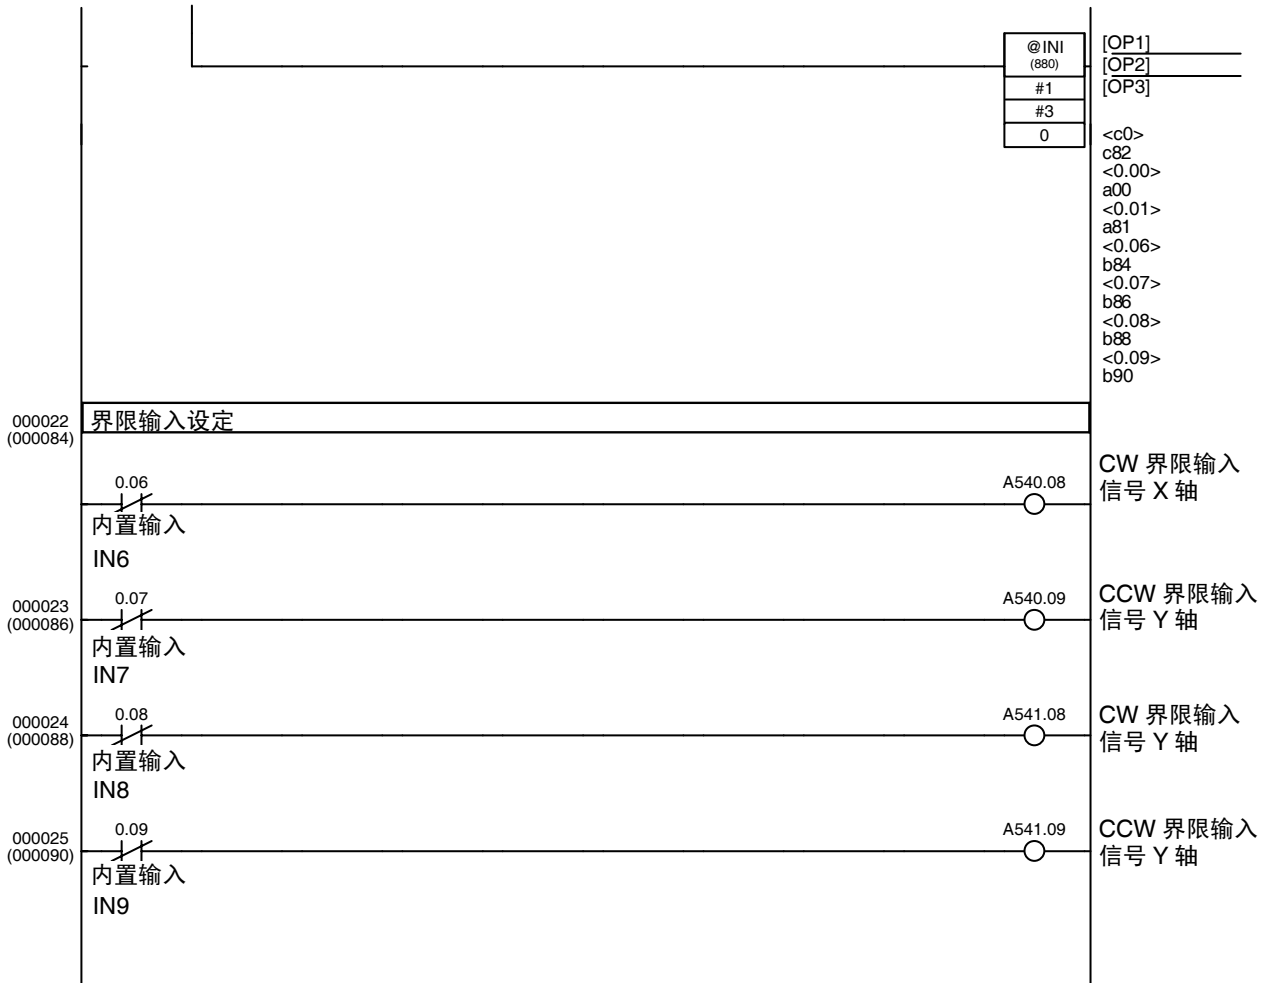 @INI
(880)
#1
#3
0
[OP1]
[OP2]
[OP3]
<c0>
c82
<0.00>
a00
<0.01>
a81
<0.06>
b84
<0.07>
b86
<0.08>
b88
<0.09>
b90
000022
(000084)
界限输入设定
0.06
内置输入
IN6
A540.08
CW 界限输入
信号 X 轴
000023
(000086)
0.07
内置输入
IN7
A540.09
CCW 界限输入
信号 Y 轴
000024
(000088)
0.08
内置输入
IN8
A541.08
CW 界限输入
信号 Y 轴
000025
(000090)
0.09
内置输入
IN9
A541.09
CCW 界限输入
信号 Y 轴